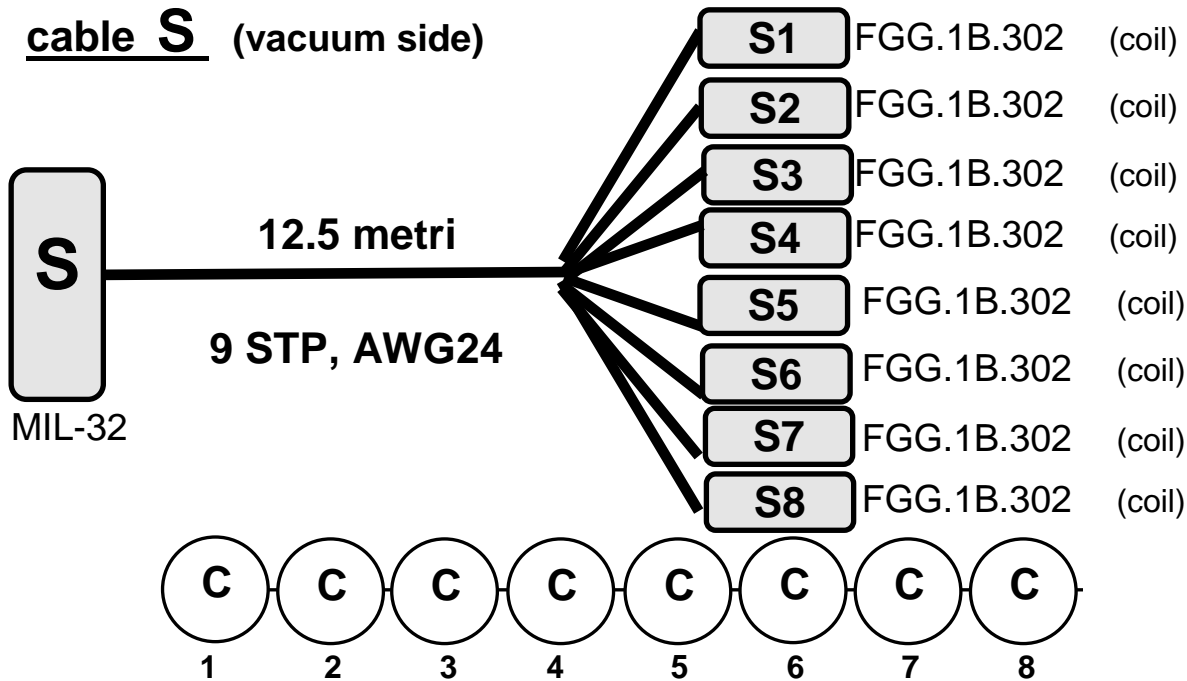 cable S (vacuum side)
S1 FGG.1B.302 (coil)
S2 FGG.1B.302 (coil)
S3 FGG.1B.302 (coil)
S4 FGG.1B.302 (coil)
S5 FGG.1B.302 (coil)
S6 FGG.1B.302 (coil)
S7 FGG.1B.302 (coil)
S8 FGG.1B.302 (coil)
S
12.5 metri
9 STP, AWG24
MIL-32
C C C C C C C C
1 2 3 4 5 6 7 8